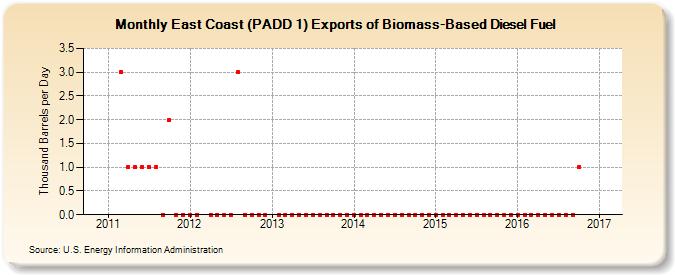 Monthly East Coast (PADD 1) Exports of Biomass-Based Diesel Fuel
Thousand Barrels per Day
3.5
3.0
2.5
2.0
1.5
1.0
0.5
0.0
2011 2012 2013 2014 2015 2016 2017
Source: U.S. Energy Information Administration